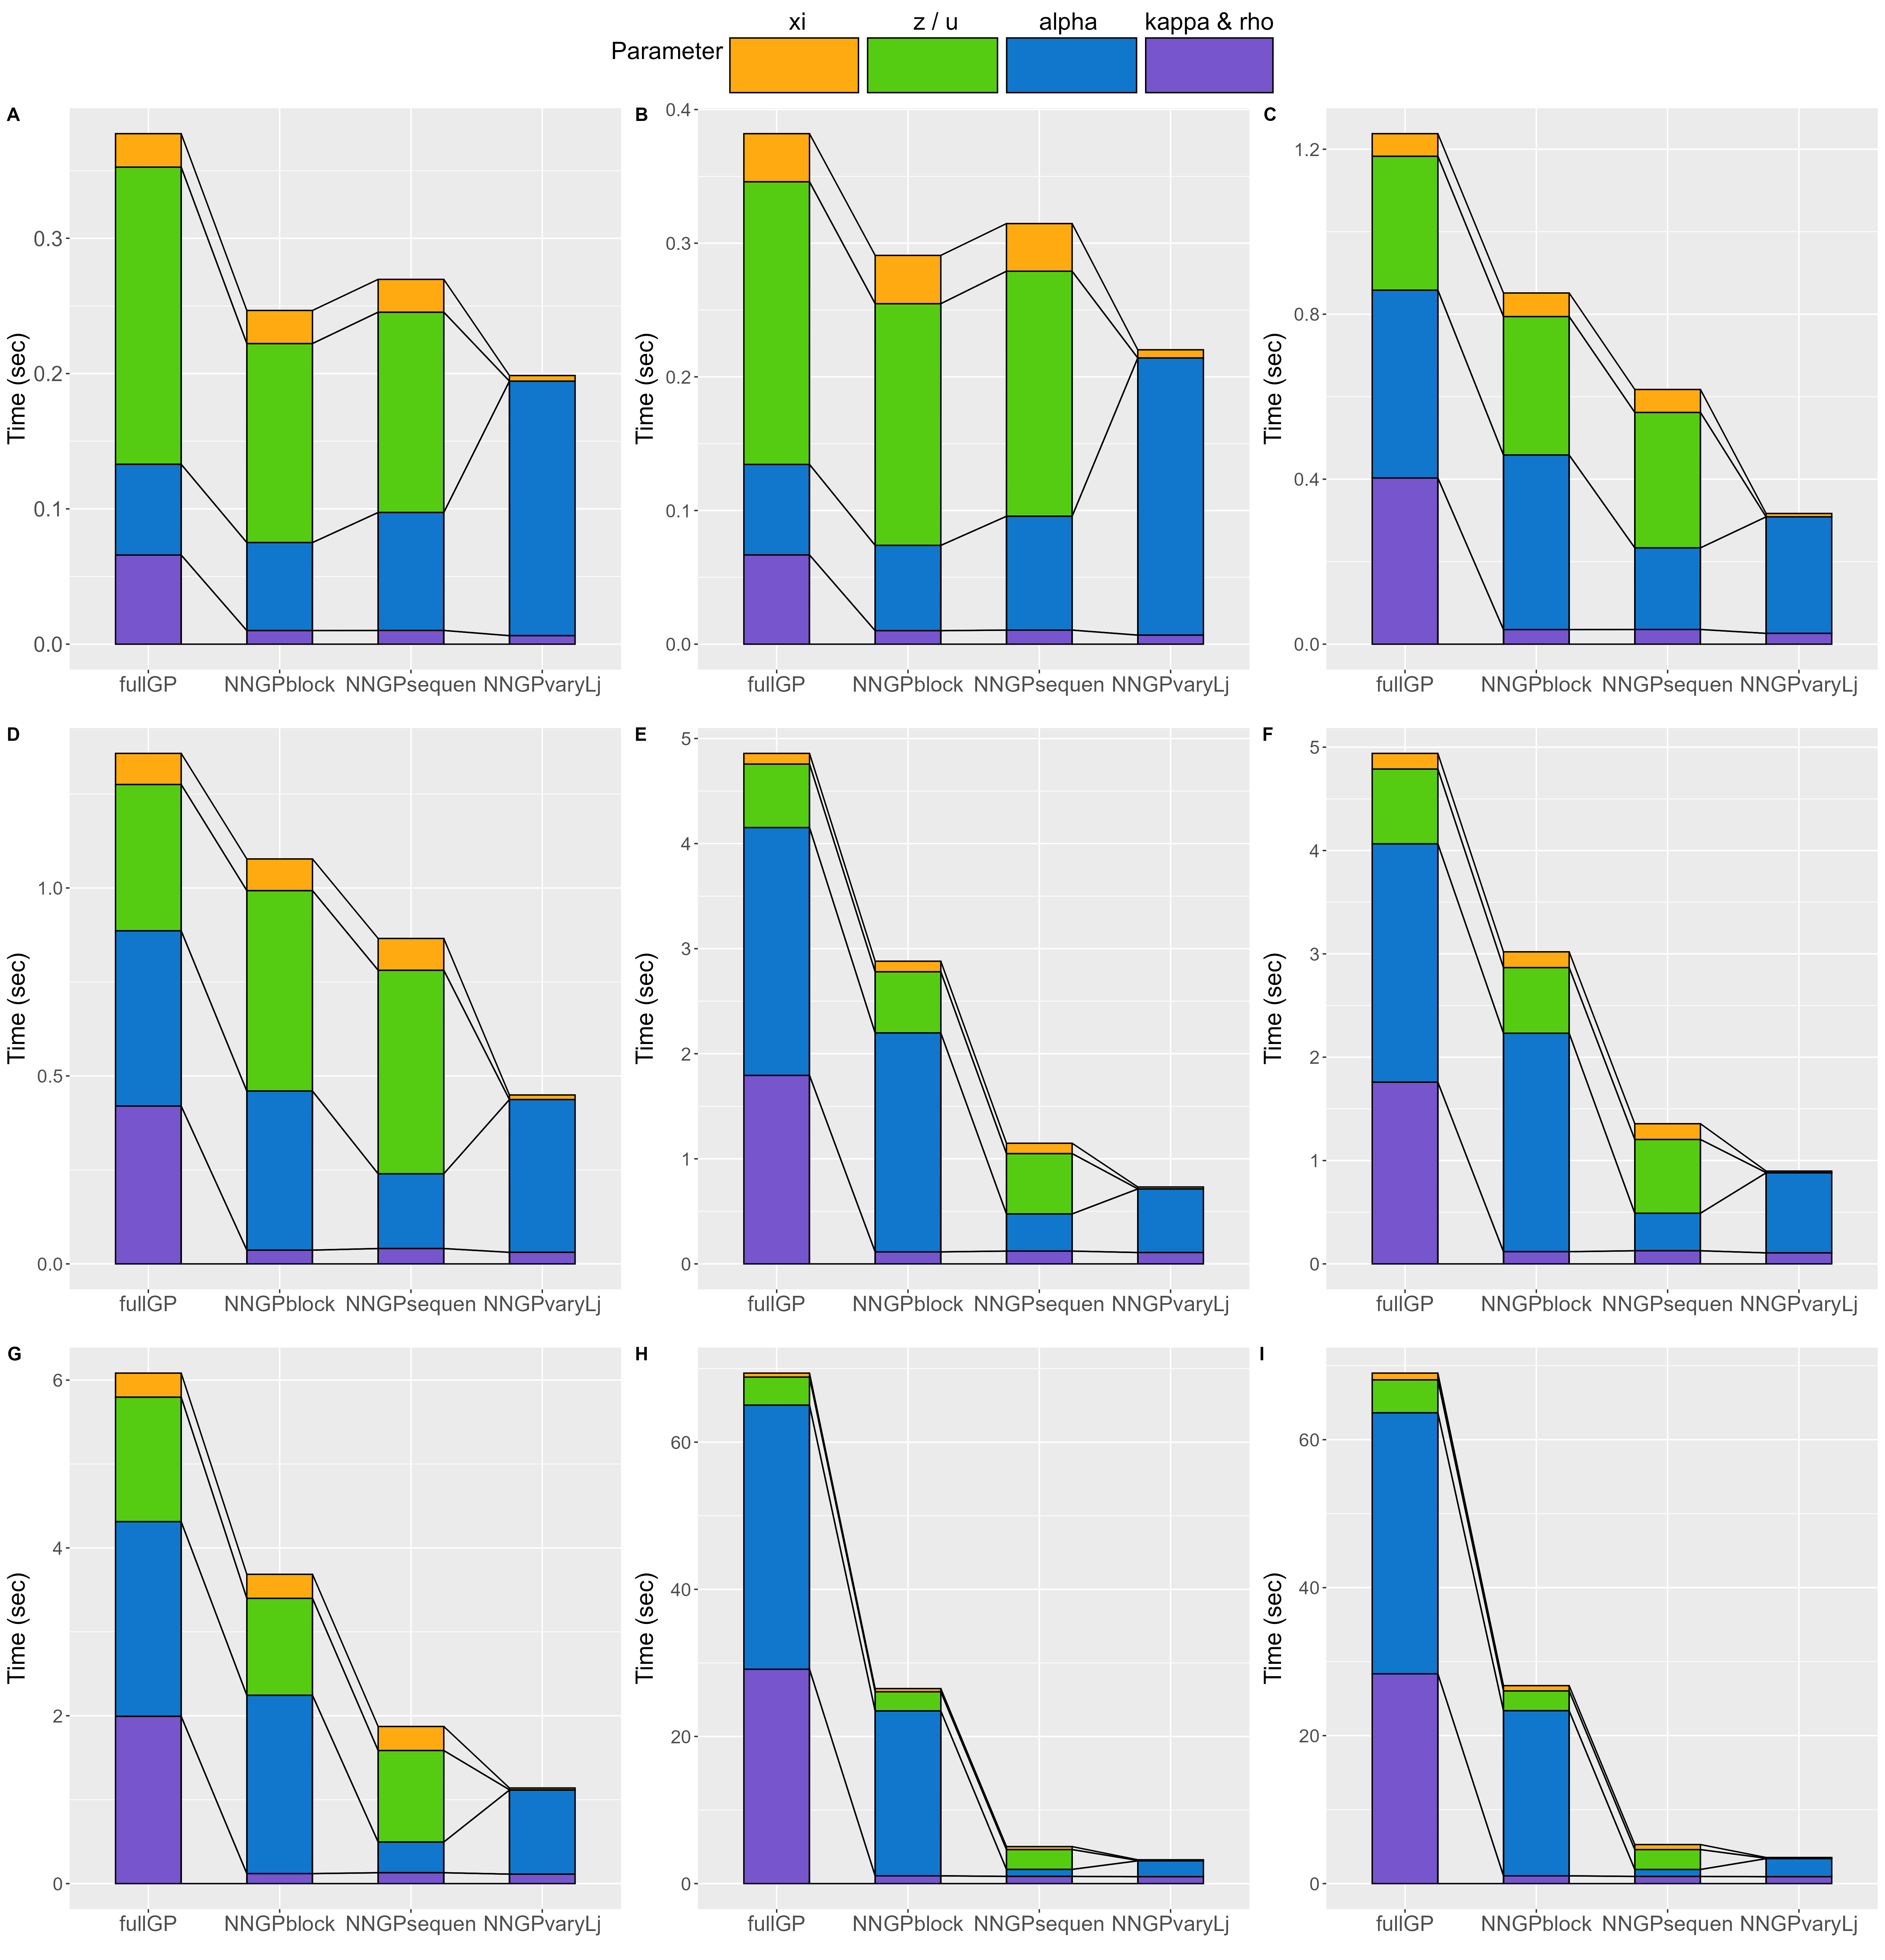 xi z / u alpha kappa & rho
Parameter
A B C
0.4
1.2
0.3 0.3
0.8
0.2 0.2
0.4
0.1 0.1
0.0 0.0 0.0
Time (sec) Time (sec) Time (sec)
fullGP NNGPblock NNGPsequen NNGPvaryLj fullGP NNGPblock NNGPsequen NNGPvaryLj fullGP NNGPblock NNGPsequen NNGPvaryLj
D E F
5 5
4 4
1.0
3 3
2 2
0.5
1 1
0.0 0 0
Time (sec) Time (sec) Time (sec)
fullGP NNGPblock NNGPsequen NNGPvaryLj fullGP NNGPblock NNGPsequen NNGPvaryLj fullGP NNGPblock NNGPsequen NNGPvaryLj
G H I
6
60 60
4
40 40
2
20 20
0 0 0
Time (sec) Time (sec) Time (sec)
fullGP NNGPblock NNGPsequen NNGPvaryLj fullGP NNGPblock NNGPsequen NNGPvaryLj fullGP NNGPblock NNGPsequen NNGPvaryLj